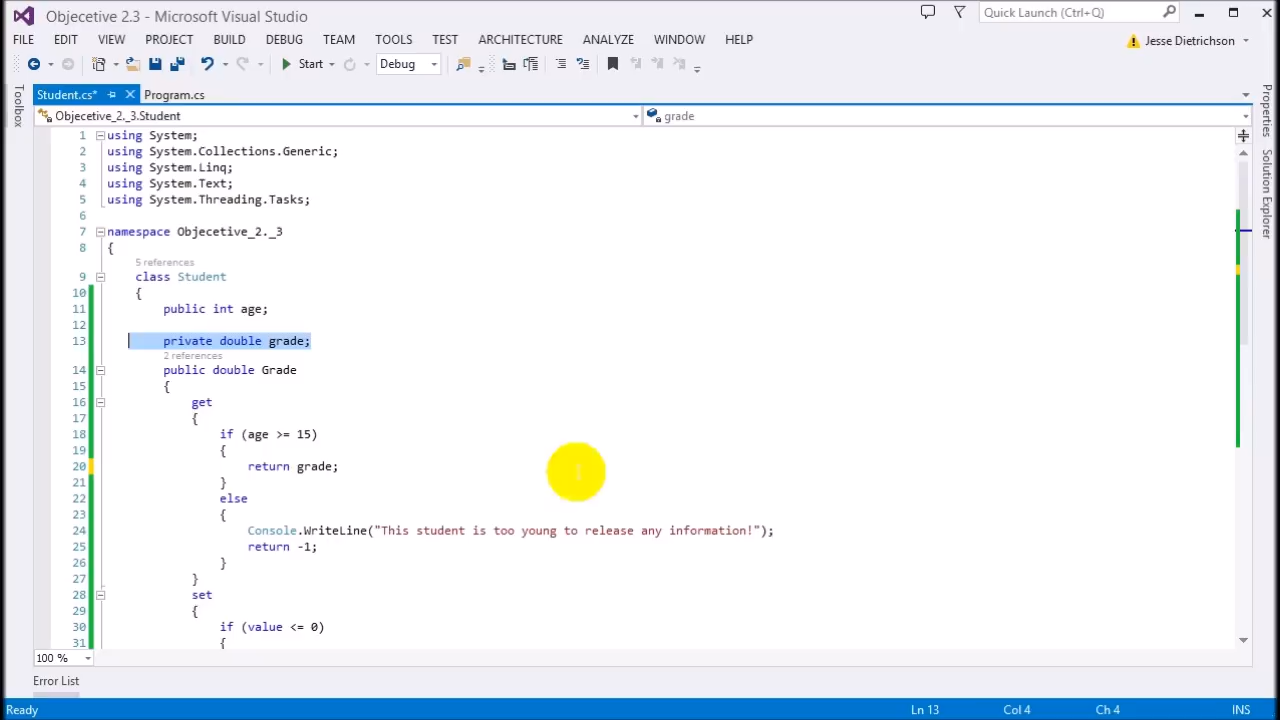 Objecetive 2.3 - Microsoft Visual Studio
Quick Launch (Ctrl+Q)
FILE EDIT VIEW PROJECT BUILD DEBUG TEAM TOOLS TEST ARCHITECTURE ANALYZE WINDOW HELP
Jesse Dietrichson
Start
Debug
Student.cs*
Program.cs
Toolbox
Properties
Solution Explorer
Objecetive_2._3.Student
grade
1 using System;
2 using System.Collections.Generic;
3 using System.Linq;
4 using System.Text;
5 using System.Threading.Tasks;
6
7 namespace Objecetive_2._3
8 {
5 references
9 class Student
10 {
11 public int age;
12
13 private double grade;
2 references
14 public double Grade
15 {
16 get
17 {
18 if (age >= 15)
19 {
20 return grade;
21 }
22 else
23 {
24 Console.WriteLine("This student is too young to release any information!");
25 return -1;
26 }
27 }
28 set
29 {
30 if (value <= 0)
31 {
100 %
Error List
Ready
Ln 13
Col 4
Ch 4
INS